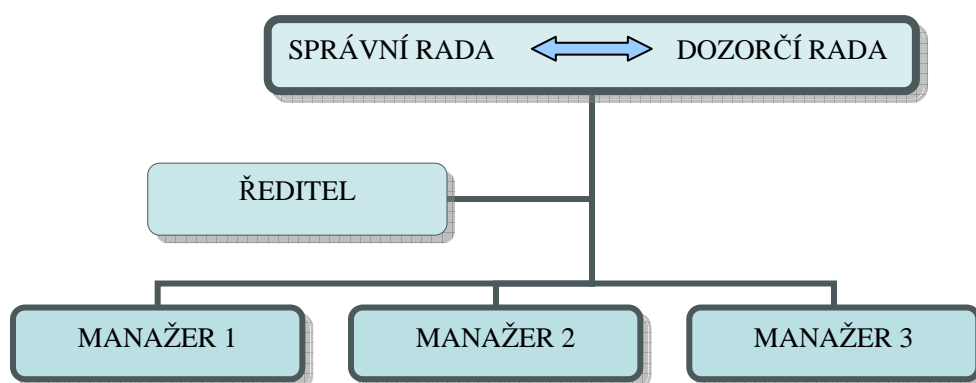 SPRÁVNÍ RADA DOZORČÍ RADA
ŘEDITEL
MANAŽER 1 MANAŽER 2 MANAŽER 3